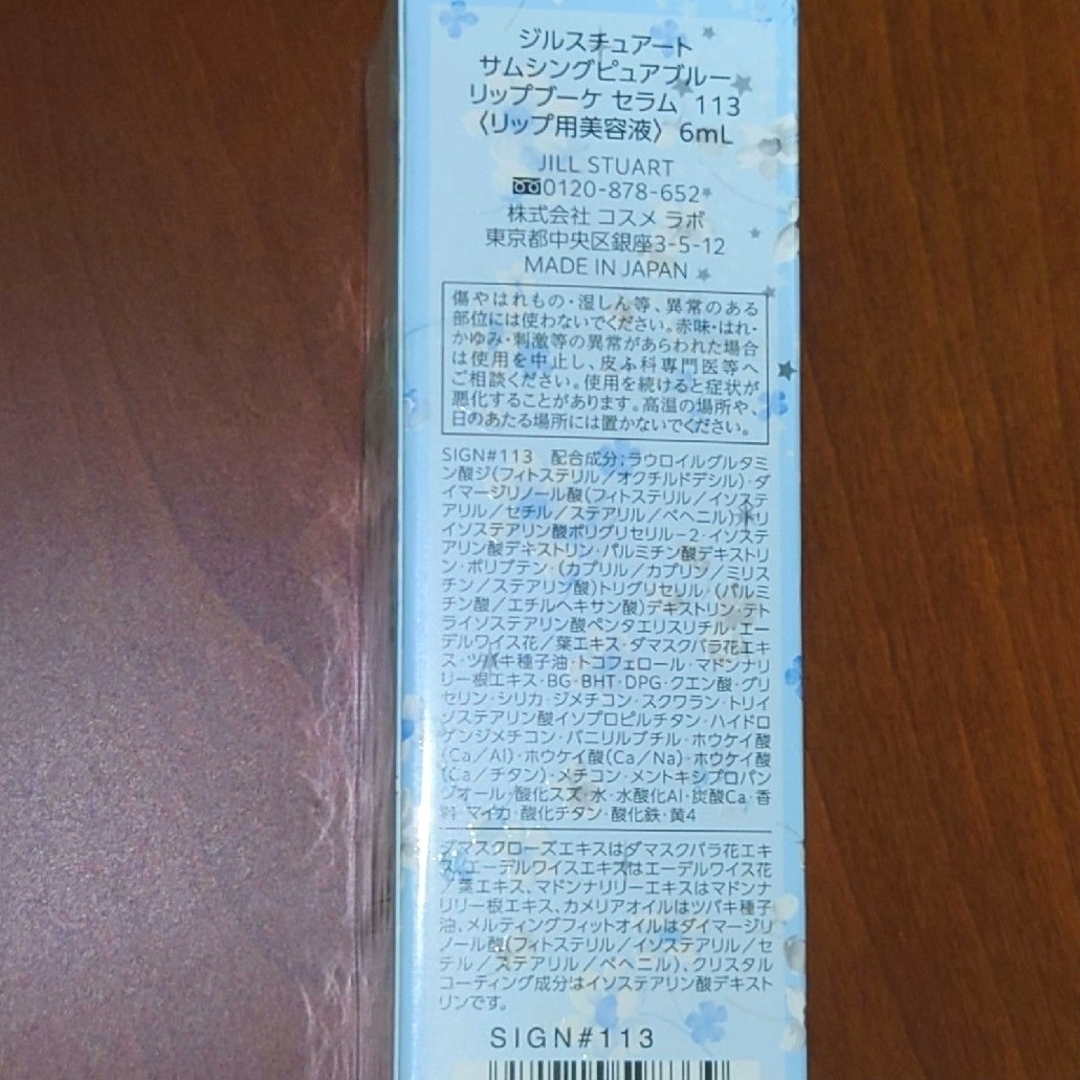 ジルスチュアート
サムシングピュアブルー
リップブーケ セラム 113
〈リップ用美容液〉 6mL
JILL STUART
0120-878-652
株式会社 コスメ ラボ
東京都中央区銀座3-5-12
MADE IN JAPAN
傷やはれもの・湿しん等、異常のある
部位には使わないでください。赤味・はれ・
かゆみ・刺激等の異常があらわれた場合
は使用を中止し、皮ふ科専門医等へ
ご相談ください。使用を続けると症状が
悪化することがあります。高温の場所や、
日のあたる場所には置かないでください。
SIGN#113 配合成分;ラウロイルグルタミ
ン酸ジ(フィトステリル/オクチルドデシル)・ダ
イマージリノール酸(フィトステリル/イソステ
アリル/セチル/ステアリル/ベヘニル)・トリ
イソステアリン酸ポリグリセリル-2・イソステ
アリン酸デキストリン・パルミチン酸デキストリ
ン・ポリブテン・(カプリル/カプリン/ミリス
チン/ステアリン酸)トリグリセリル・(パルミ
チン酸/エチルヘキサン酸)デキストリン・テト
ライソステアリン酸ペンタエリスリチル・エー
デルワイス花/葉エキス・ダマスクバラ花エキ
ス・ツバキ種子油・トコフェロール・マドンナリ
リー根エキス・BG・BHT・DPG・クエン酸・グリ
セリン・シリカ・ジメチコン・スクワラン・トリイ
ソステアリン酸イソプロピルチタン・ハイドロ
ゲンジメチコン・バニリルブチル・ホウケイ酸
(Ca/Al)・ホウケイ酸(Ca/Na)・ホウケイ酸
(Ca/チタン)・メチコン・メントキシプロパン
ジオール・酸化スズ・水・水酸化Al・炭酸Ca・香
料・マイカ・酸化チタン・酸化鉄・黄4
ダマスクローズエキスはダマスクバラ花エキ
ス、エーデルワイスエキスはエーデルワイス花
/葉エキス、マドンナリリーエキスはマドンナ
リリー根エキス、カメリアオイルはツバキ種子
油、メルティングフィットオイルはダイマージリ
ノール酸(フィトステリル/イソステアリル/セ
チル/ステアリル/ベヘニル)、クリスタル
コーティング成分はイソステアリン酸デキスト
リンです。
SIGN#113